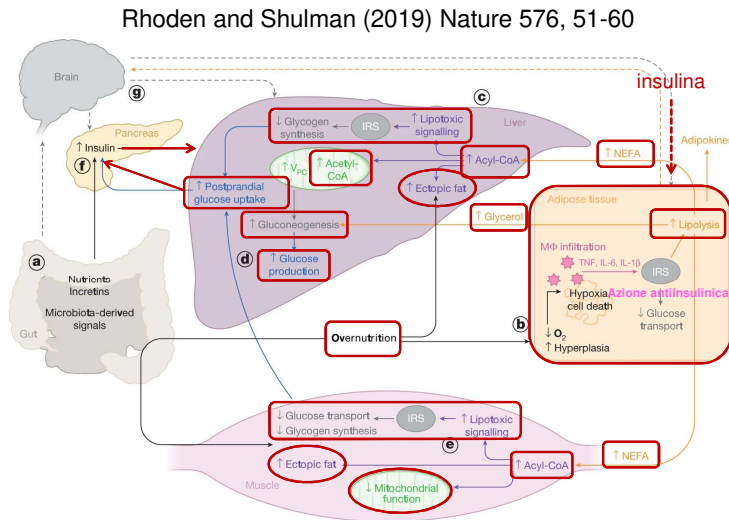 Rhoden and Shulman (2019) Nature 576, 51-60
Brain
g
insulina
c
Pancreas
↑ Insulin
f
↓ Glycogen
synthesis
IRS
↑ Lipotoxic
signalling
Liver
↑ VPC
↑ Acetyl-
CoA
↑ Acyl-CoA
↑ NEFA
Adipokines
↑ Postprandial
glucose uptake
↑ Ectopic fat
Adipose tissue
↑ Gluconeogenesis
↑ Glycerol
↑ Lipolysis
a
d
↑ Glucose
production
MΦ infiltration
TNF, IL-6, IL-1β
IRS
Nutrients
Incretins
Microbiota-derived
signals
Gut
Hypoxia
cell death
Azione antiinsulinica
↓ Glucose
transport
b
↓ O2
↑ Hyperplasia
Overnutrition
↓ Glucose transport
↓ Glycogen synthesis
IRS
↑ Lipotoxic
signalling
e
↑ Ectopic fat
↑ Acyl-CoA
↑ NEFA
Muscle
↓ Mitochondrial
function